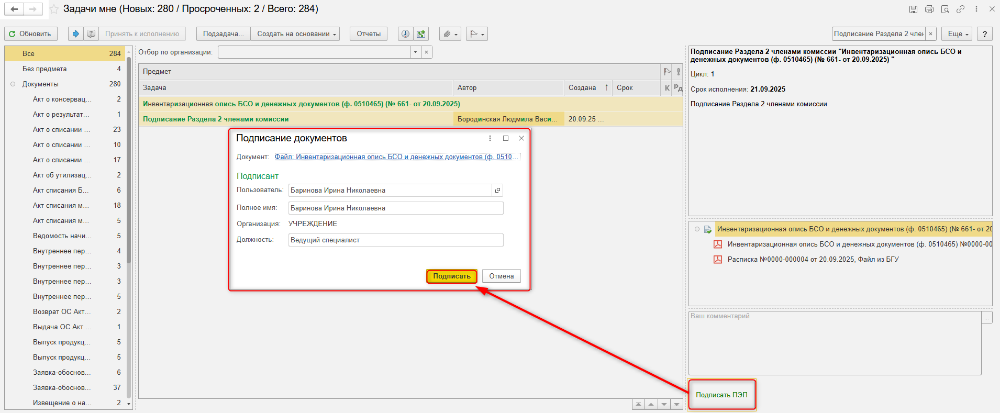 Задачи мне (Новых: 280 / Просроченных: 2 / Всего: 284)
Обновить
Принять к исполнению
Подзадача...
Создать на основании
Отчеты
Подписание Раздела 2 член
×
Еще
?
Все 284
Без предмета 4
Документы 280
Акт о консервац... 2
Акт о результат... 1
Акт о списании ... 23
Акт о списании ... 10
Акт о списании ... 17
Акт об утилизац... 2
Акт списания Б... 6
Акт списания м... 18
Акт списания м... 5
Ведомость начи... 5
Внутреннее пер... 4
Внутреннее пер... 3
Внутреннее пер... 3
Внутреннее пер... 5
Возврат ОС Акт... 2
Выдача ОС Акт ... 1
Выпуск продукц... 5
Выпуск продукц... 5
Заявка-обоснов... 6
Заявка-обоснов... 37
Извещение о на... 2
Отбор по организации:
Предмет
Задача Автор Создана ↑ Срок К РД
Инвентаризационная опись БСО и денежных документов (ф. 0510465) (№ 661- от 20.09.2025)
Подписание Раздела 2 членами комиссии Бородинская Людмила Васи... 20.09.25 ...
Подписание документов
Документ: Файл: Инвентаризационная опись БСО и денежных документов (ф. 0510...
Подписант
Пользователь: Баринова Ирина Николаевна
Полное имя: Баринова Ирина Николаевна
Организация: УЧРЕЖДЕНИЕ
Должность: Ведущий специалист
Подписать
Отмена
Подписание Раздела 2 членами комиссии "Инвентаризационная опись БСО и
денежных документов (ф. 0510465) (№ 661- от 20.09.2025) "
Цикл: 1
Срок исполнения: 21.09.2025
Подписание Раздела 2 членами комиссии
Инвентаризационная опись БСО и денежных документов (ф. 0510465) (№ 661- от 20
Инвентаризационная опись БСО и денежных документов (ф. 0510465) №0000-00
Расписка №0000-000004 от 20.09.2025, Файл из БГУ
Ваш комментарий
...
Подписать ПЭП